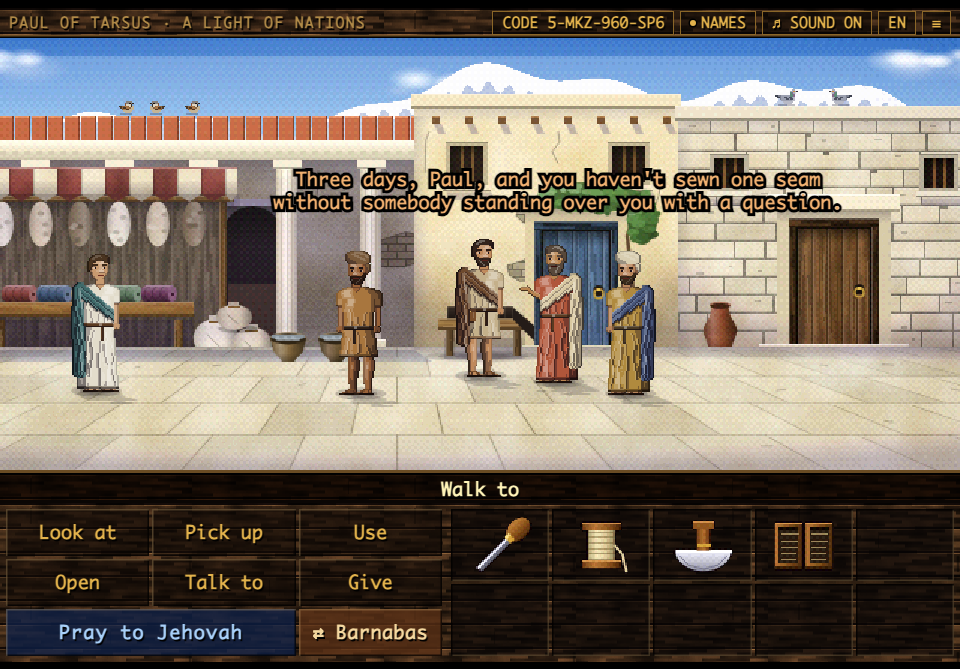 PAUL OF TARSUS · A LIGHT OF NATIONS
CODE 5-MKZ-960-SP6
• NAMES
♬ SOUND ON
EN
≡
Three days, Paul, and you haven't sewn one seam
without somebody standing over you with a question.
Walk to
Look at
Pick up
Use
Open
Talk to
Give
Pray to Jehovah
⇄ Barnabas